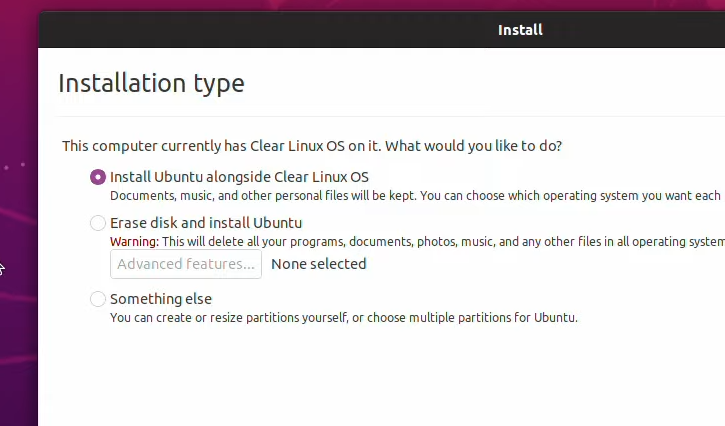 Install
Installation type
This computer currently has Clear Linux OS on it. What would you like to do?
Install Ubuntu alongside Clear Linux OS
Documents, music, and other personal files will be kept. You can choose which operating system you want each
Erase disk and install Ubuntu
Warning: This will delete all your programs, documents, photos, music, and any other files in all operating system
Advanced features... None selected
Something else
You can create or resize partitions yourself, or choose multiple partitions for Ubuntu.